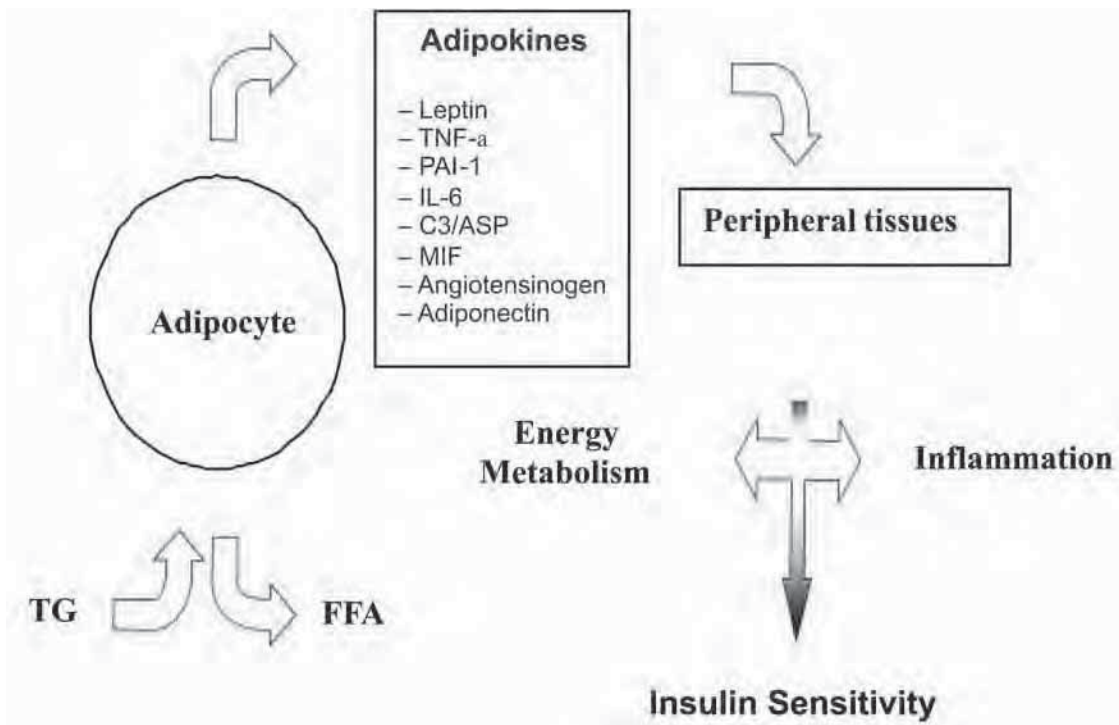 Adipokines
– Leptin
– TNF-a
– PAI-1
– IL-6
– C3/ASP
– MIF
– Angiotensinogen
– Adiponectin
Peripheral tissues
Adipocyte
Energy
Metabolism
Inflammation
TG
FFA
Insulin Sensitivity